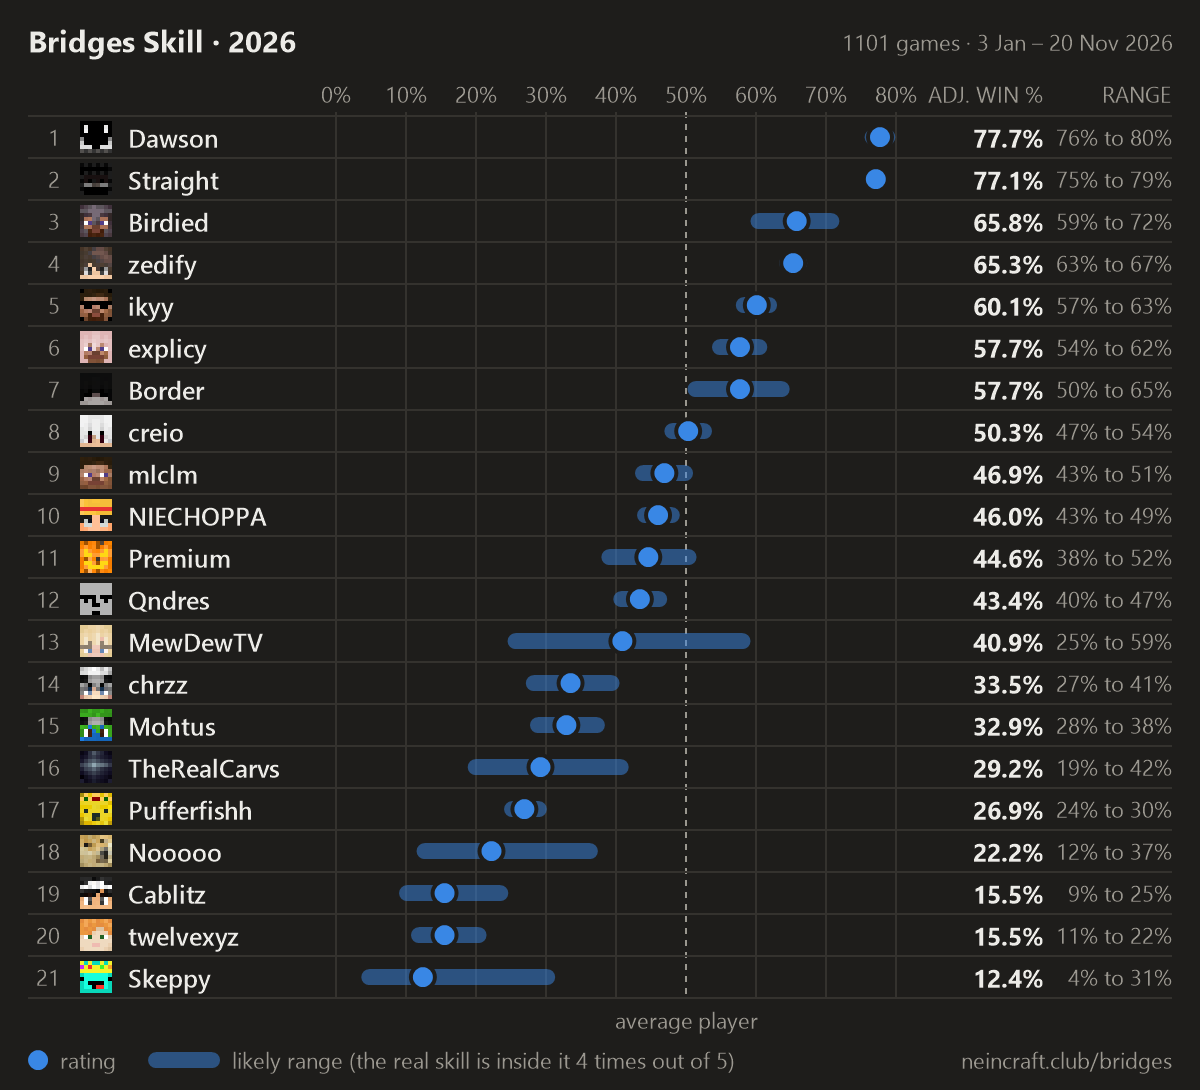 Bridges Skill · 2026
1101 games · 3 Jan – 20 Nov 2026
0% 10% 20% 30% 40% 50% 60% 70% 80% ADJ. WIN % RANGE
1 Dawson 77.7% 76% to 80%
2 Straight 77.1% 75% to 79%
3 Birdied 65.8% 59% to 72%
4 zedify 65.3% 63% to 67%
5 ikyy 60.1% 57% to 63%
6 explicy 57.7% 54% to 62%
7 Border 57.7% 50% to 65%
8 creio 50.3% 47% to 54%
9 mlclm 46.9% 43% to 51%
10 NIECHOPPA 46.0% 43% to 49%
11 Premium 44.6% 38% to 52%
12 Qndres 43.4% 40% to 47%
13 MewDewTV 40.9% 25% to 59%
14 chrzz 33.5% 27% to 41%
15 Mohtus 32.9% 28% to 38%
16 TheRealCarvs 29.2% 19% to 42%
17 Pufferfishh 26.9% 24% to 30%
18 Nooooo 22.2% 12% to 37%
19 Cablitz 15.5% 9% to 25%
20 twelvexyz 15.5% 11% to 22%
21 Skeppy 12.4% 4% to 31%
average player
rating likely range (the real skill is inside it 4 times out of 5) neincraft.club/bridges